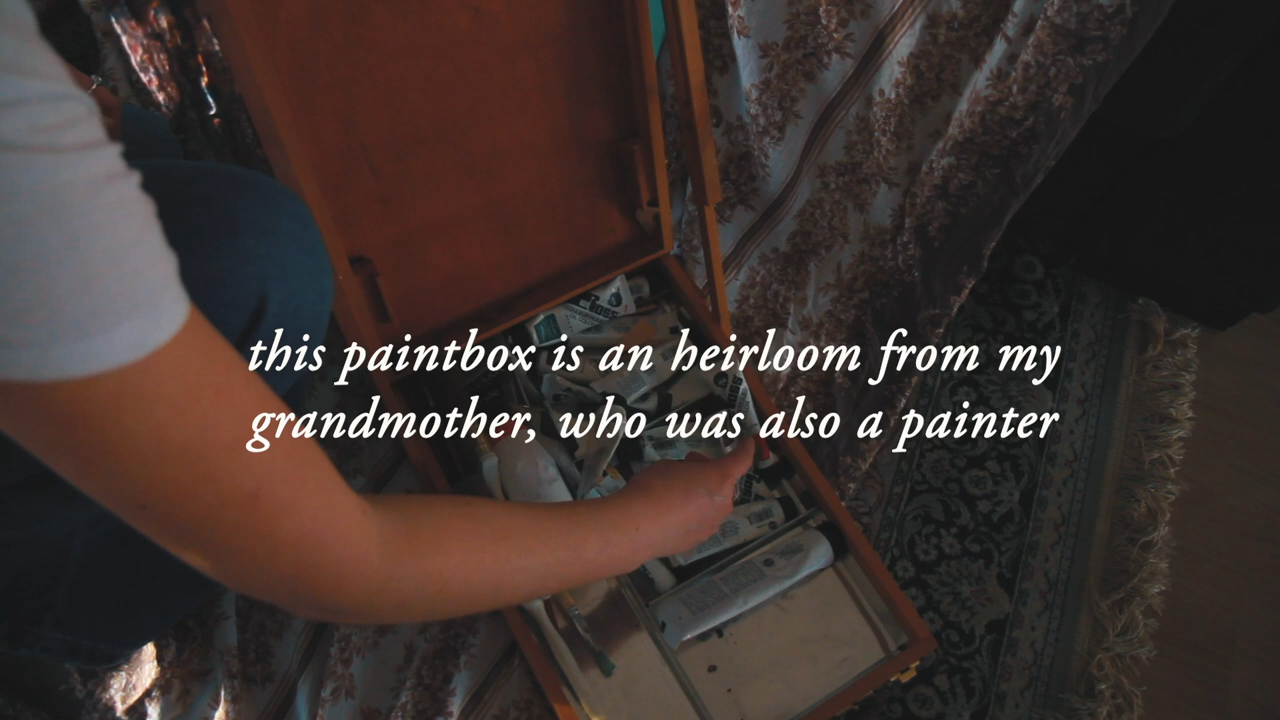 this paintbox is an heirloom from my
grandmother, who was also a painter